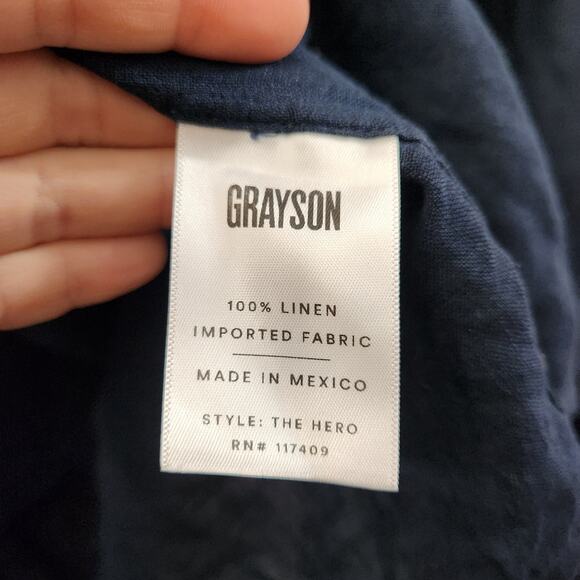 GRAYSON
100% LINEN
IMPORTED FABRIC
MADE IN MEXICO
STYLE: THE HERO
RN# 117409